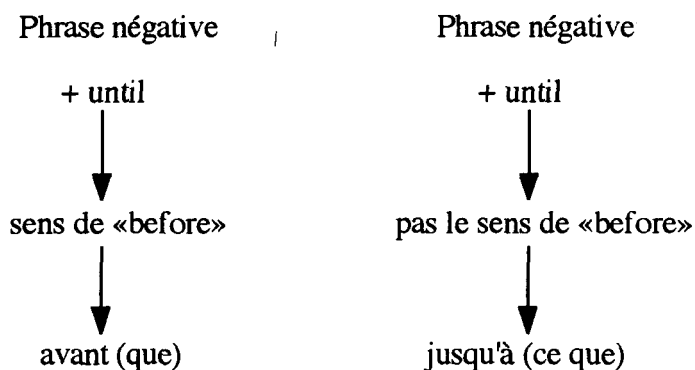 Phrase négative
+ until
sens de «before»
avant (que)
Phrase négative
+ until
pas le sens de «before»
jusqu'à (ce que)